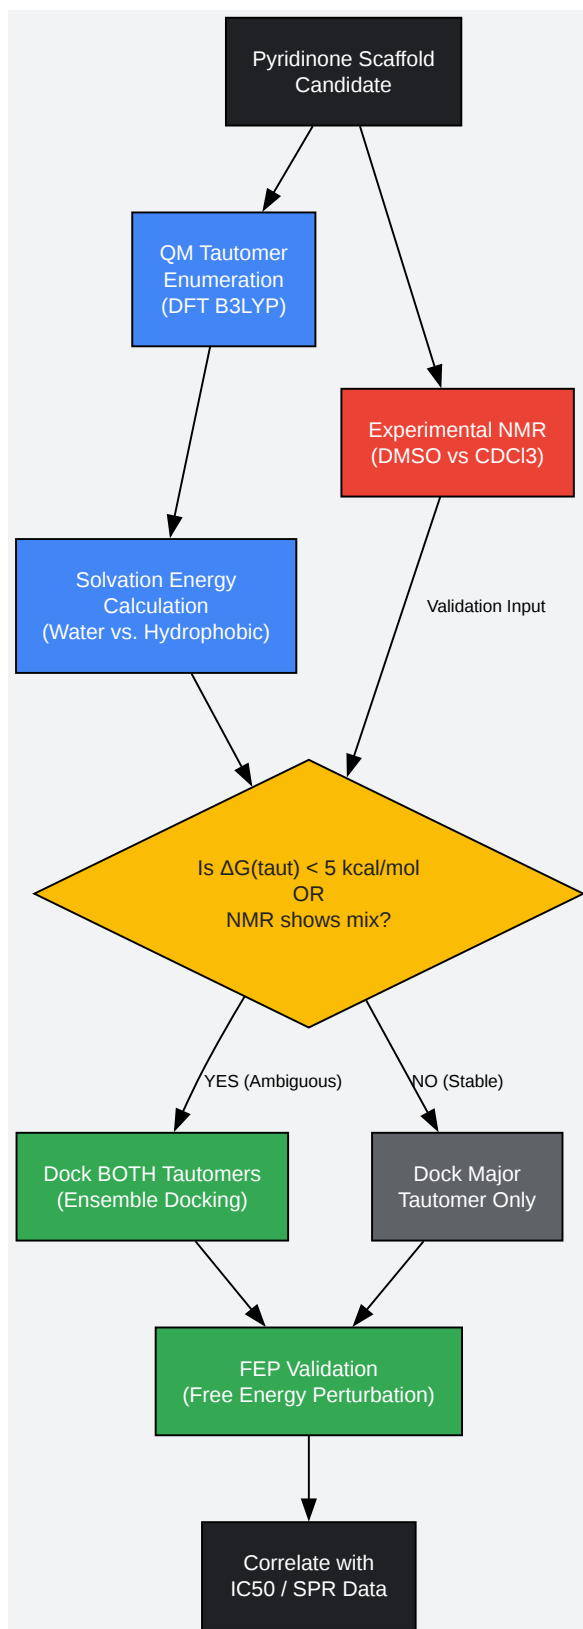 Pyridinone Scaffold
Candidate
QM Tautomer
Enumeration
(DFT B3LYP)
Experimental NMR
(DMSO vs CDCl3)
Solvation Energy
Calculation
(Water vs. Hydrophobic)
Validation Input
Is ΔG(taut) < 5 kcal/mol
OR
NMR shows mix?
YES (Ambiguous)
NO (Stable)
Dock BOTH Tautomers
(Ensemble Docking)
Dock Major
Tautomer Only
FEP Validation
(Free Energy Perturbation)
Correlate with
IC50 / SPR Data